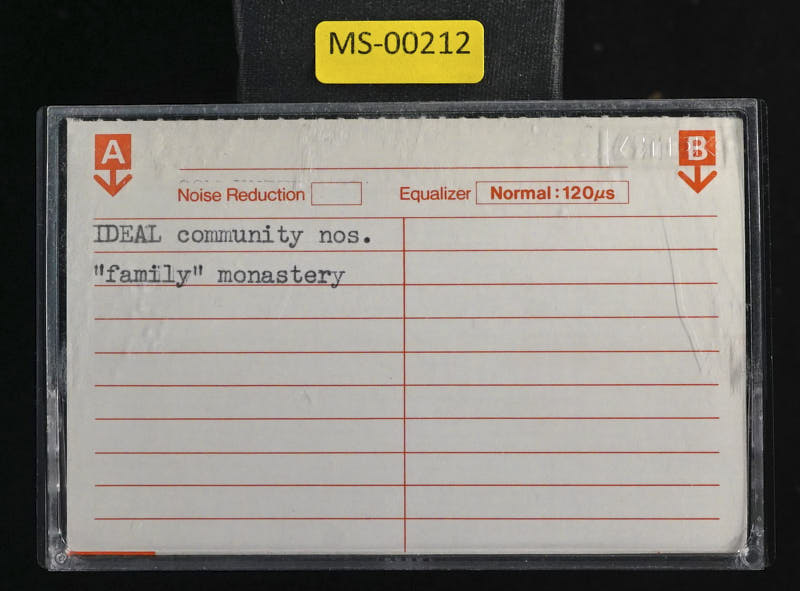 MS-00212
A
B
Noise Reduction
Equalizer Normal:120µs
IDEAL community nos.
"family" monastery